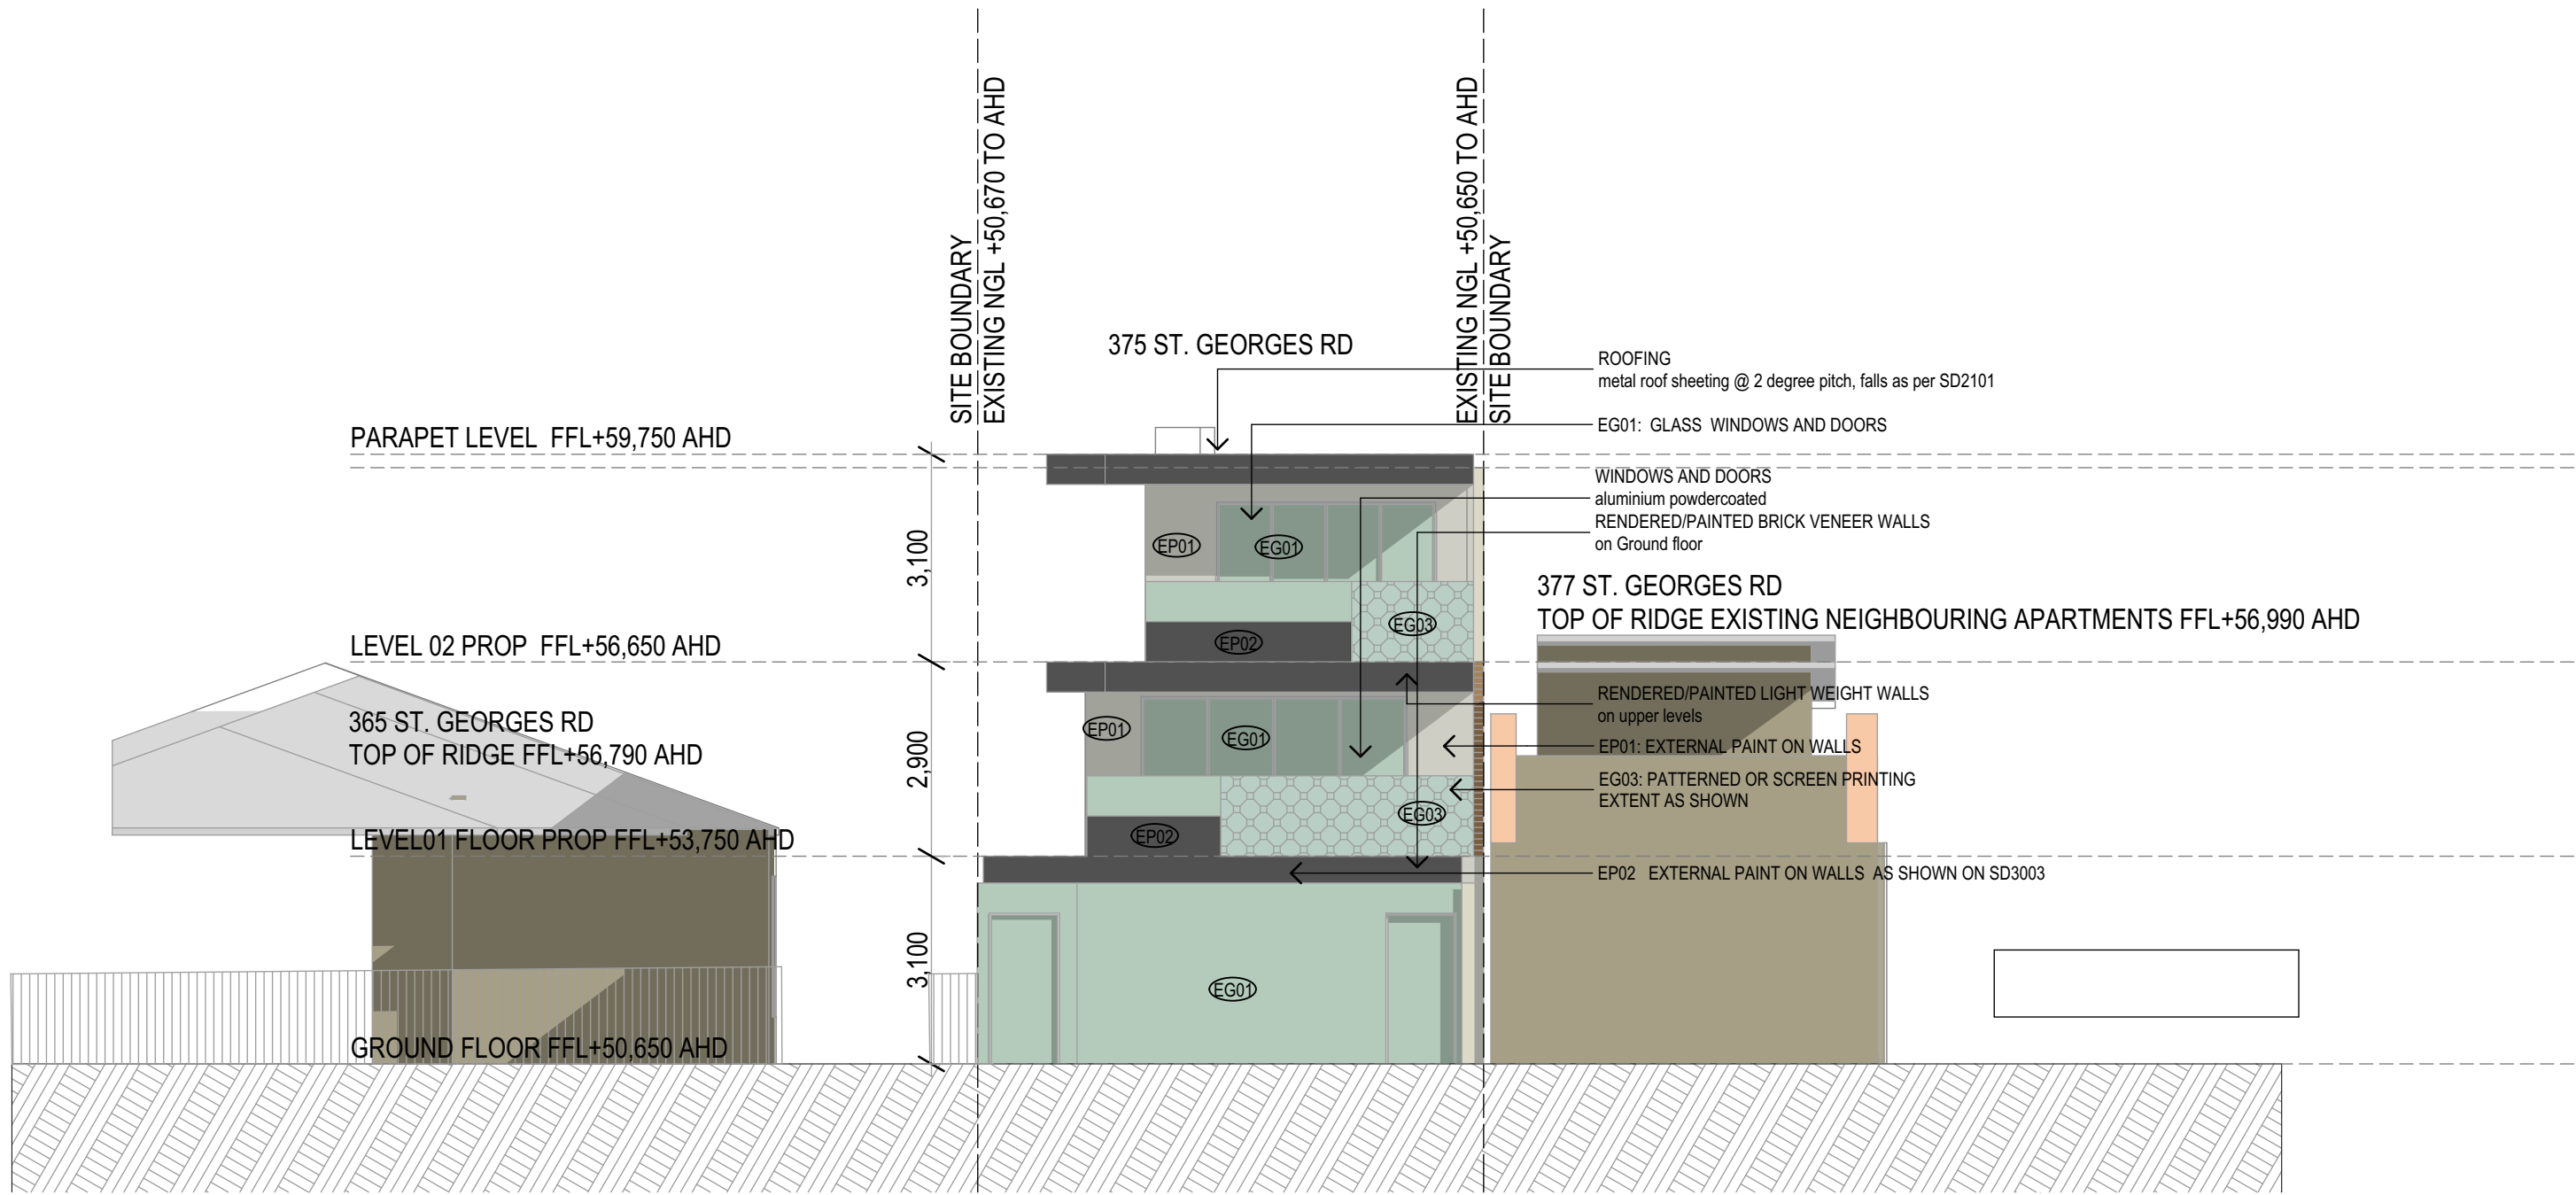 SITE BOUNDARY
EXISTING NGL +50,670 TO AHD
EXISTING NGL +50,650 TO AHD
SITE BOUNDARY
375 ST. GEORGES RD
ROOFING
metal roof sheeting @ 2 degree pitch, falls as per SD2101
EG01: GLASS WINDOWS AND DOORS
PARAPET LEVEL FFL+59,750 AHD
WINDOWS AND DOORS
aluminium powdercoated
RENDERED/PAINTED BRICK VENEER WALLS
on Ground floor
3,100
EP01
EG01
377 ST. GEORGES RD
TOP OF RIDGE EXISTING NEIGHBOURING APARTMENTS FFL+56,990 AHD
EG03
EP02
LEVEL 02 PROP FFL+56,650 AHD
RENDERED/PAINTED LIGHT WEIGHT WALLS
on upper levels
365 ST. GEORGES RD
TOP OF RIDGE FFL+56,790 AHD
2,900
EP01
EG01
EP01: EXTERNAL PAINT ON WALLS
EG03: PATTERNED OR SCREEN PRINTING
EXTENT AS SHOWN
EG03
EP02
LEVEL01 FLOOR PROP FFL+53,750 AHD
EP02 EXTERNAL PAINT ON WALLS AS SHOWN ON SD3003
3,100
EG01
GROUND FLOOR FFL+50,650 AHD